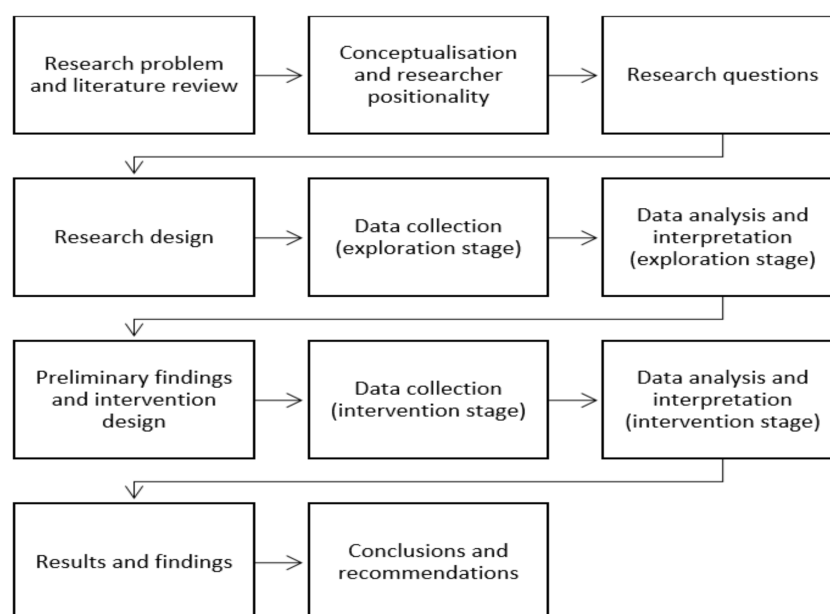 Research problem
and literature review
Conceptualisation
and researcher
positionality
Research questions
Research design
Data collection
(exploration stage)
Data analysis and
interpretation
(exploration stage)
Preliminary findings
and intervention
design
Data collection
(intervention stage)
Data analysis and
interpretation
(intervention stage)
Results and findings
Conclusions and
recommendations